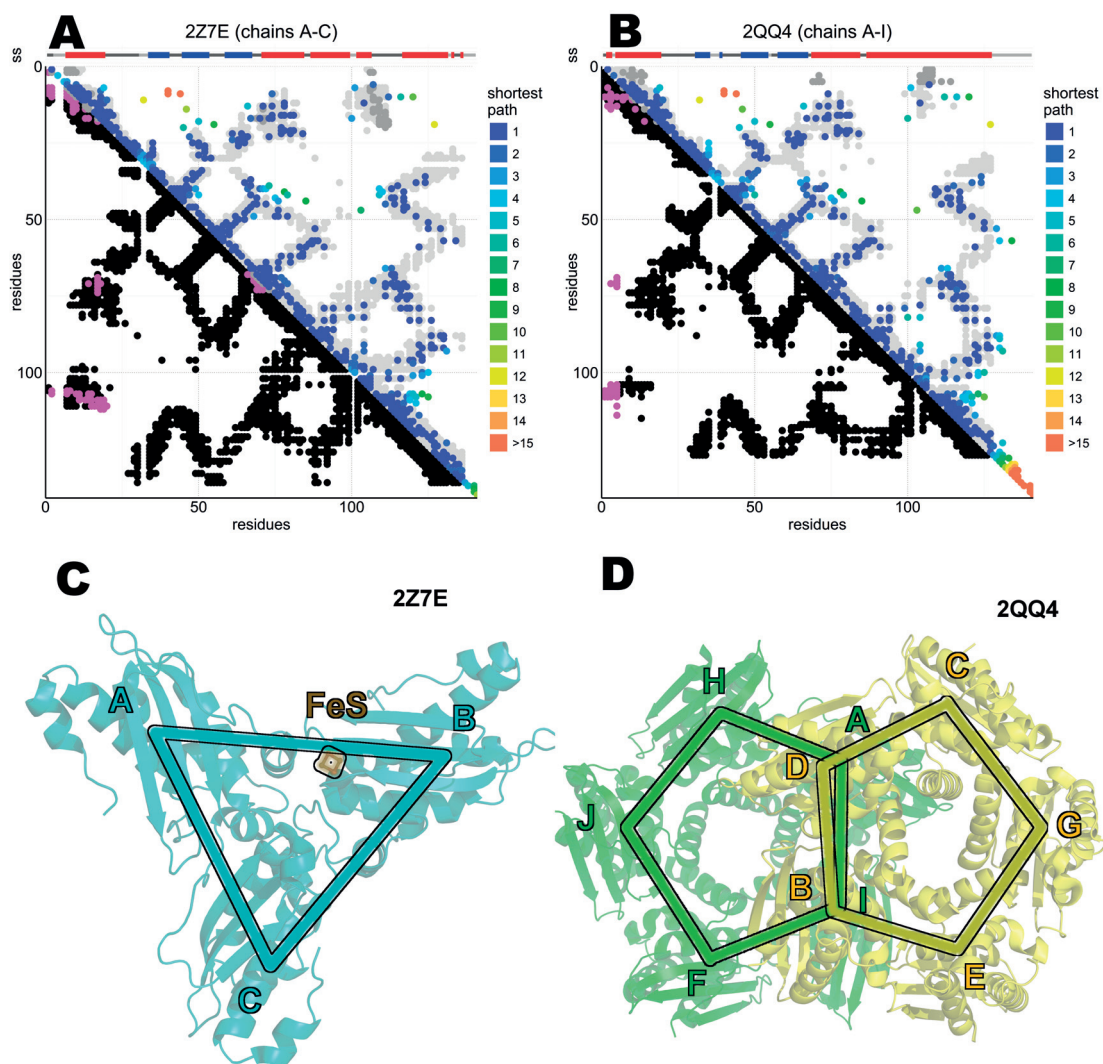 A
2Z7E (chains A-C)
ss
0
50
100
residues
0
50
100
residues
shortest
path
1
2
3
4
5
6
7
8
9
10
11
12
13
14
>15
B
2QQ4 (chains A-I)
ss
0
50
100
residues
0
50
100
residues
shortest
path
1
2
3
4
5
6
7
8
9
10
11
12
13
14
>15
C
2Z7E
A
FeS
B
C
D
2QQ4
H
A
C
D
J
G
B
I
F
E